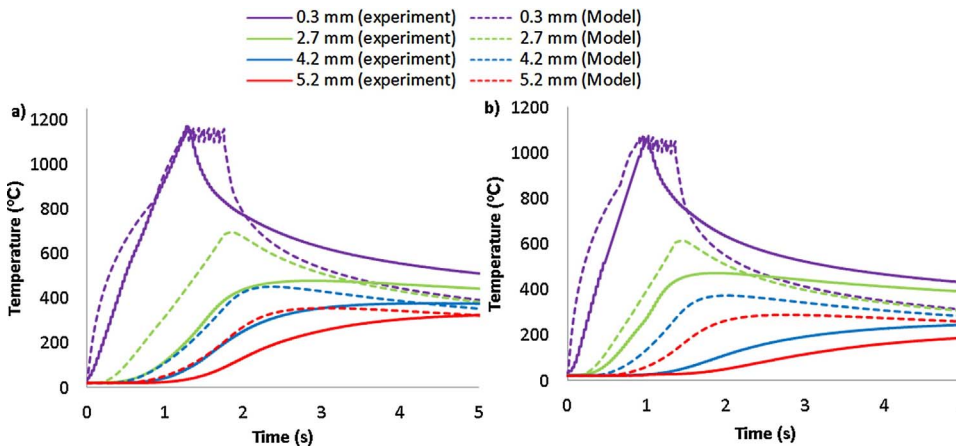 0.3 mm (experiment) 0.3 mm (Model)
2.7 mm (experiment) 2.7 mm (Model)
4.2 mm (experiment) 4.2 mm (Model)
5.2 mm (experiment) 5.2 mm (Model)
a)
1200
1000
800
600
400
200
0
Temperature (°C)
0 1 2 3 4 5
Time (s)
b)
1200
1000
800
600
400
200
0
Temperature (°C)
0 1 2 3 4
Time (s)